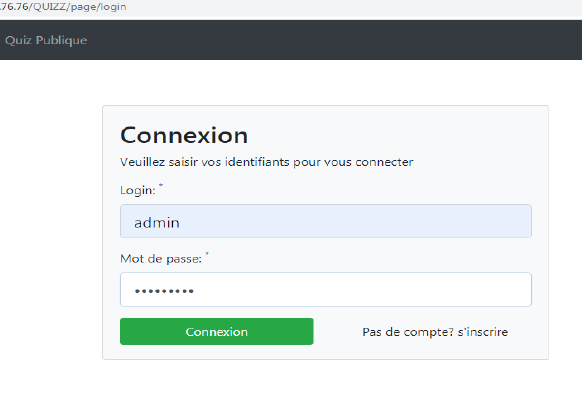 .76.76/QUIZZ/page/login
Quiz Publique
Connexion
Veuillez saisir vos identifiants pour vous connecter
Login: *
admin
Mot de passe: *
•••••••••
Connexion
Pas de compte? s'inscrire